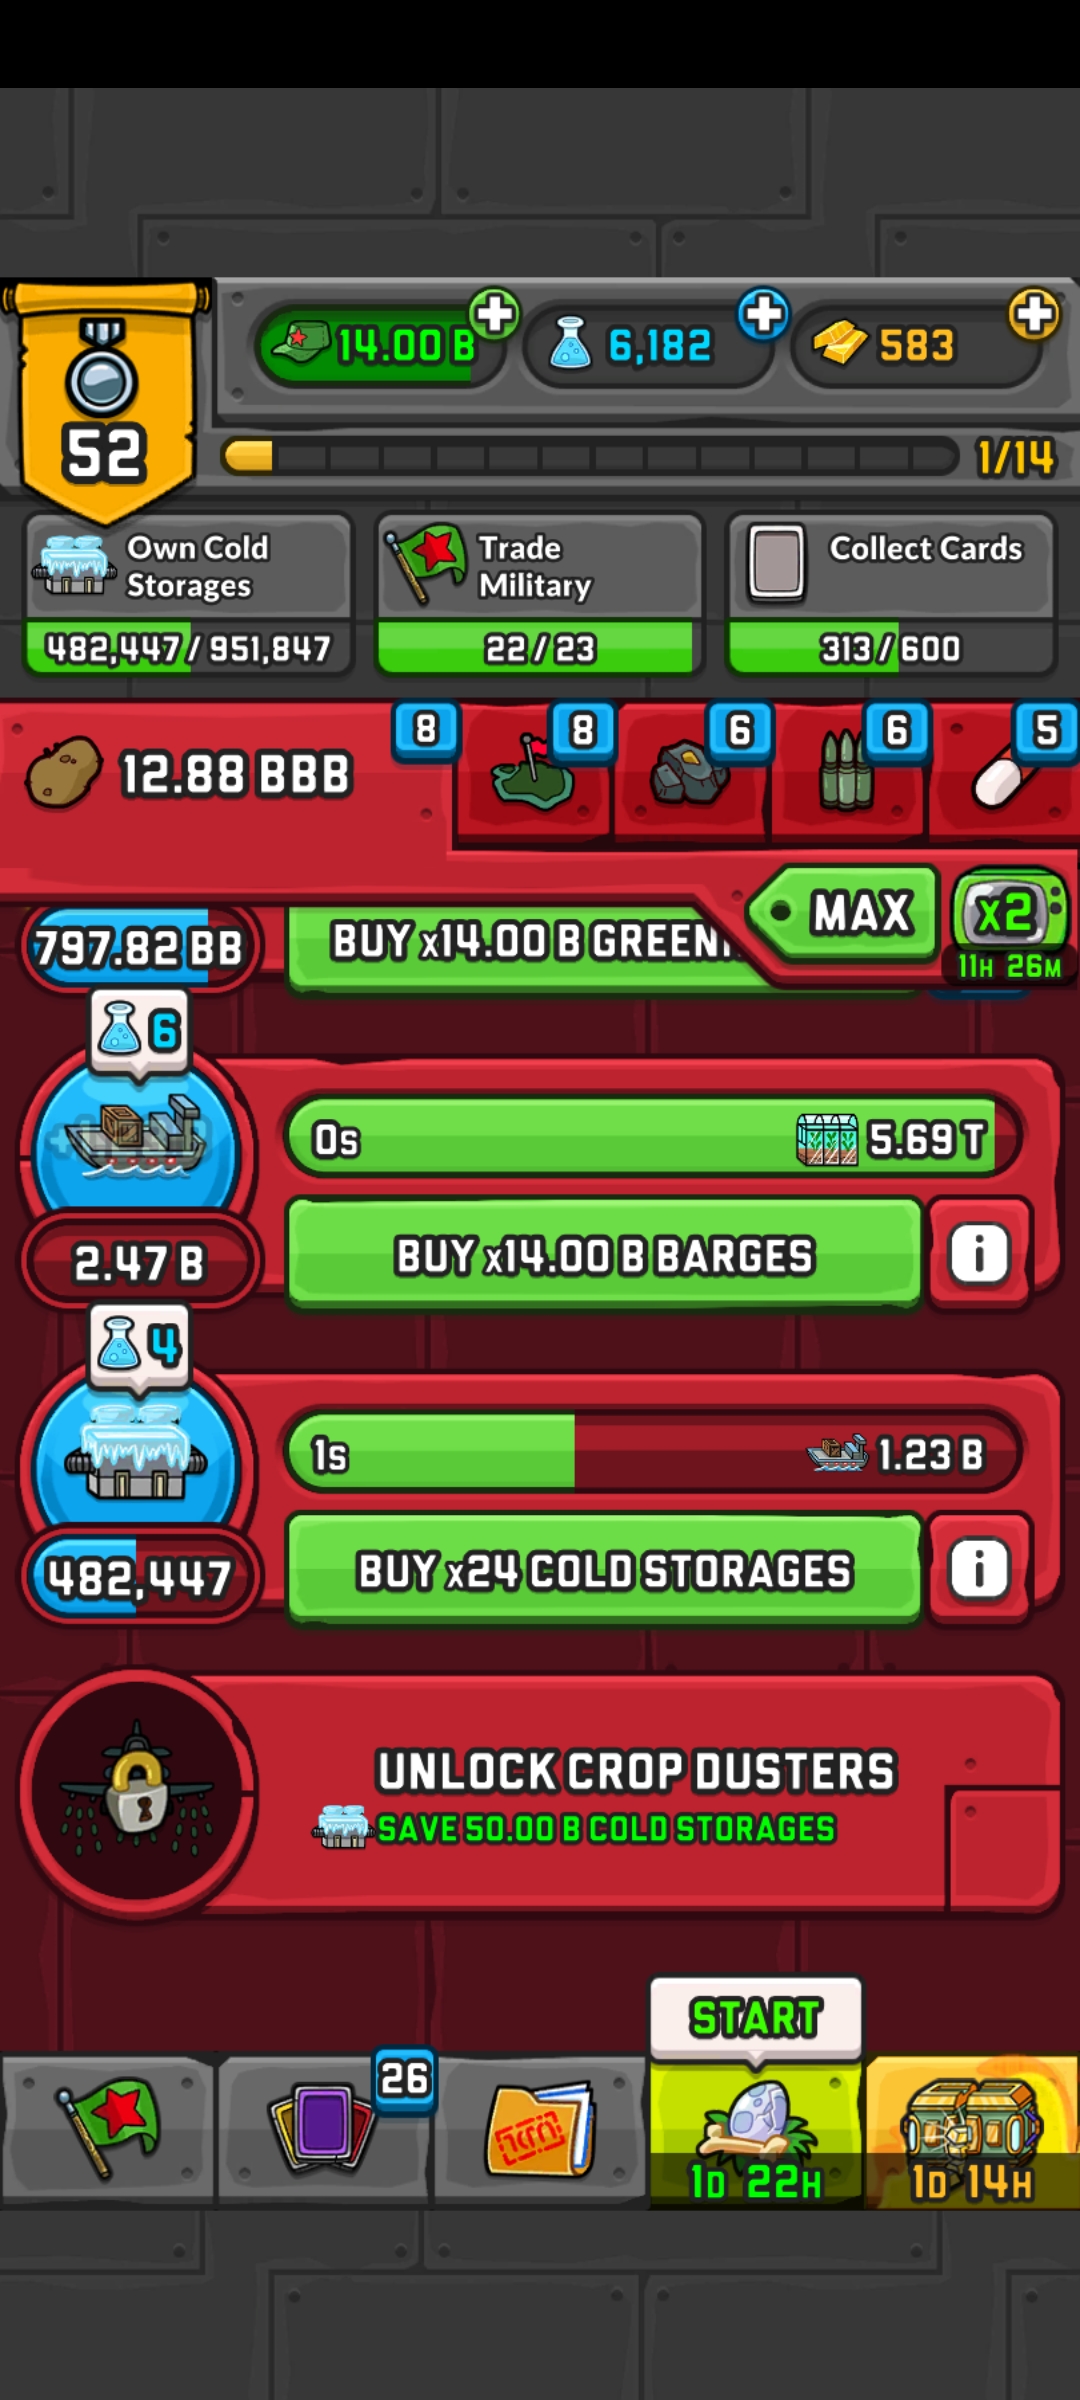 14.00 B
6,182
583
52
1/14
Own Cold
Storages
482,447 / 951,847
Trade
Military
22 / 23
Collect Cards
313 / 600
12.88 BBB
8
8
6
6
5
MAX
x2
11H 26M
797.82 BB
BUY x14.00 B
6
0s
5.69 T
2.47 B
BUY x14.00 B BARGES
i
4
1s
1.23 B
482,447
BUY x24 COLD STORAGES
i
UNLOCK CROP DUSTERS
SAVE 50.00 B COLD STORAGES
START
26
1D 22H
1D 14H